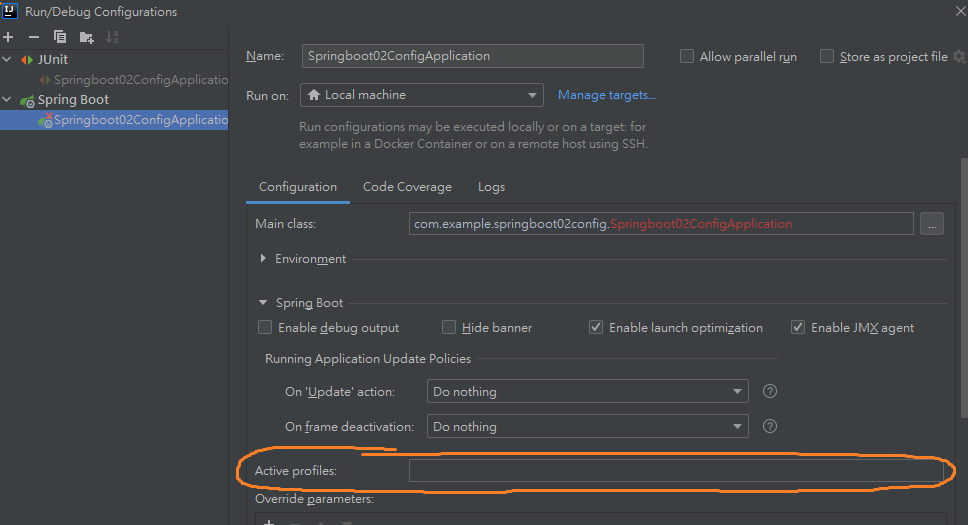 Run/Debug Configurations
JUnit
Springboot02ConfigApplication
Spring Boot
Springboot02ConfigApplicatio
Name: Springboot02ConfigApplication
Allow parallel run
Store as project file
Run on: Local machine
Manage targets...
Run configurations may be executed locally or on a target: for
example in a Docker Container or on a remote host using SSH.
Configuration
Code Coverage
Logs
Main class: com.example.springboot02config.Springboot02ConfigApplication
...
Environment
Spring Boot
Enable debug output
Hide banner
Enable launch optimization
Enable JMX agent
Running Application Update Policies
On 'Update' action: Do nothing
?
On frame deactivation: Do nothing
?
Active profiles:
Override parameters: